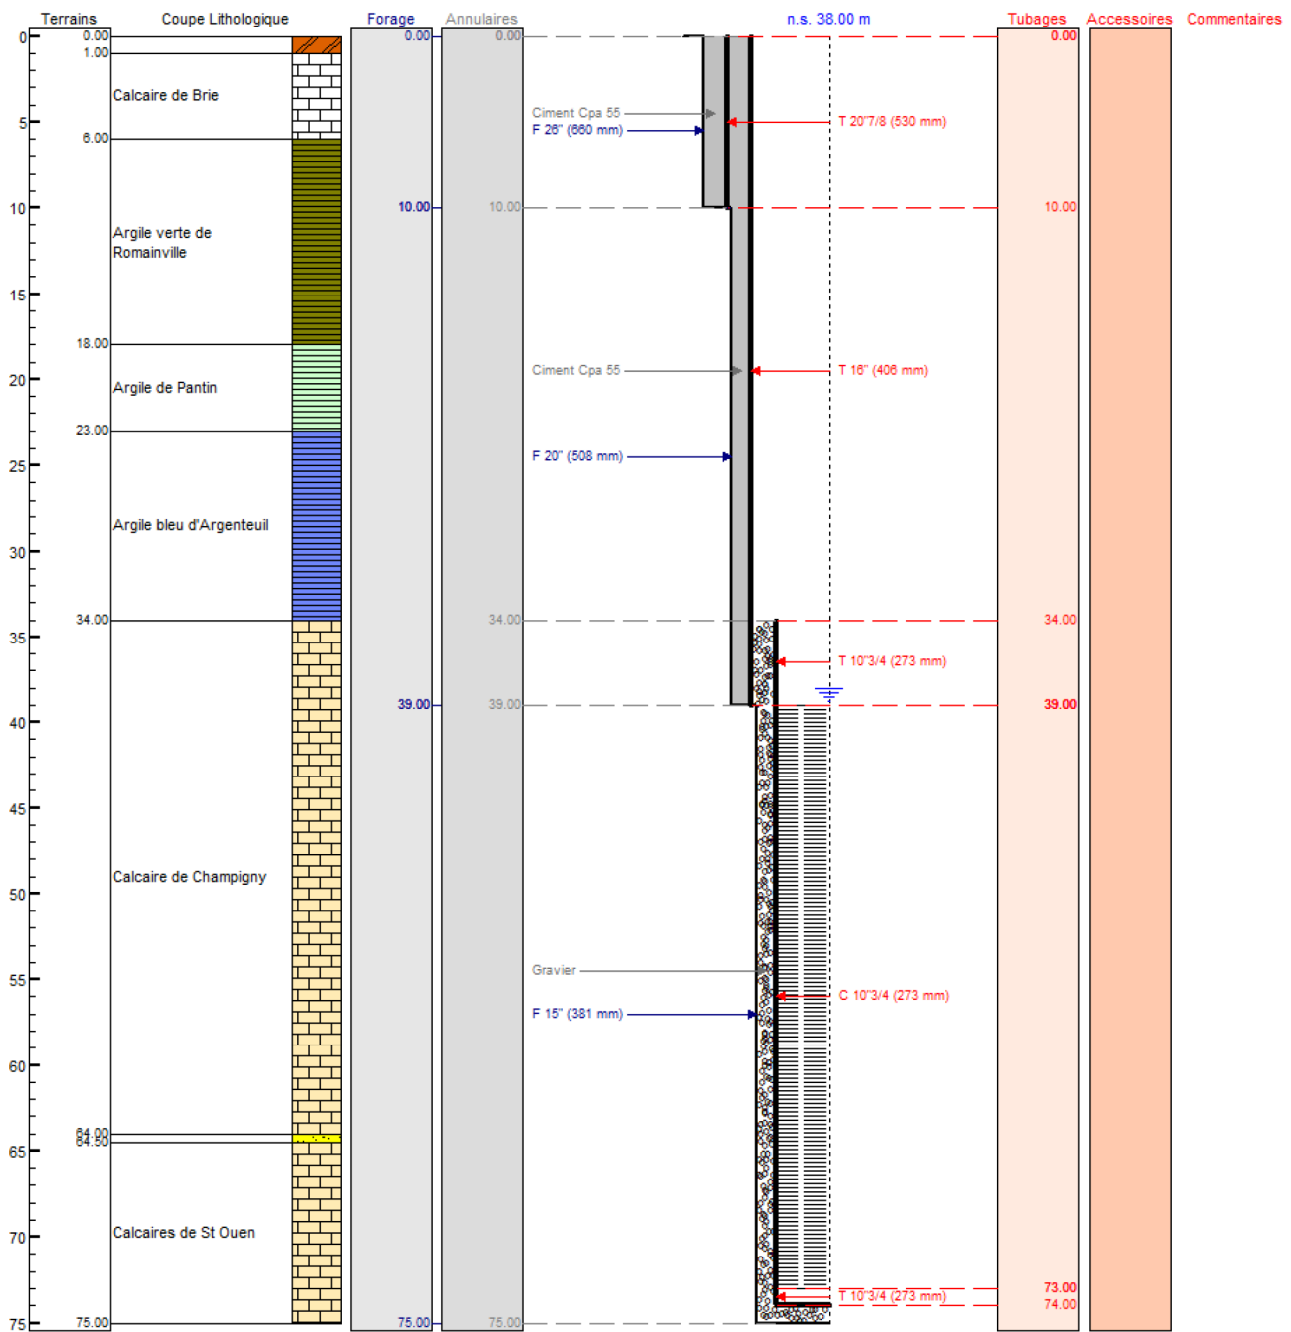 Terrains Coupe Lithologique Forage Annulaires n.s. 38.00 m Tubages Accessoires Commentaires
0 0.00 0.00 0.00 0.00
1.00
Calcaire de Brie
Ciment Cpa 55
5 T 20"7/8 (530 mm)
F 26" (660 mm)
6.00
10 10.00 10.00 10.00
Argile verte de
Romainville
15
18.00
Ciment Cpa 55 T 16" (406 mm)
20
Argile de Pantin
23.00
F 20" (508 mm)
25
Argile bleu d'Argenteuil
30
34.00 34.00 34.00
35
T 10"3/4 (273 mm)
39.00 39.00 39.00
40
45
Calcaire de Champigny
50
Gravier
55
C 10"3/4 (273 mm)
F 15" (381 mm)
60
64.00
64.50
65
Calcaires de St Ouen
70
73.00
T 10"3/4 (273 mm)
74.00
75 75.00 75.00 75.00